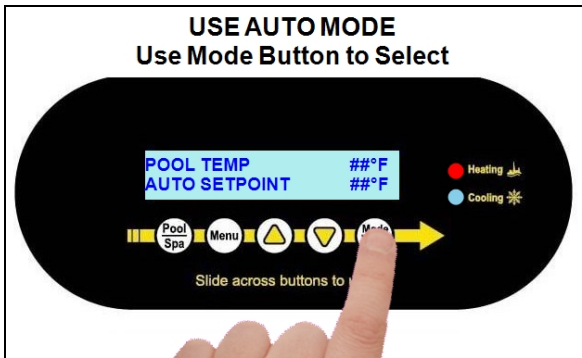 USE AUTO MODE
Use Mode Button to Select
POOL TEMP ##°F
AUTO SETPOINT ##°F
Heating
Cooling
Pool
Spa
Menu
Slide across buttons to